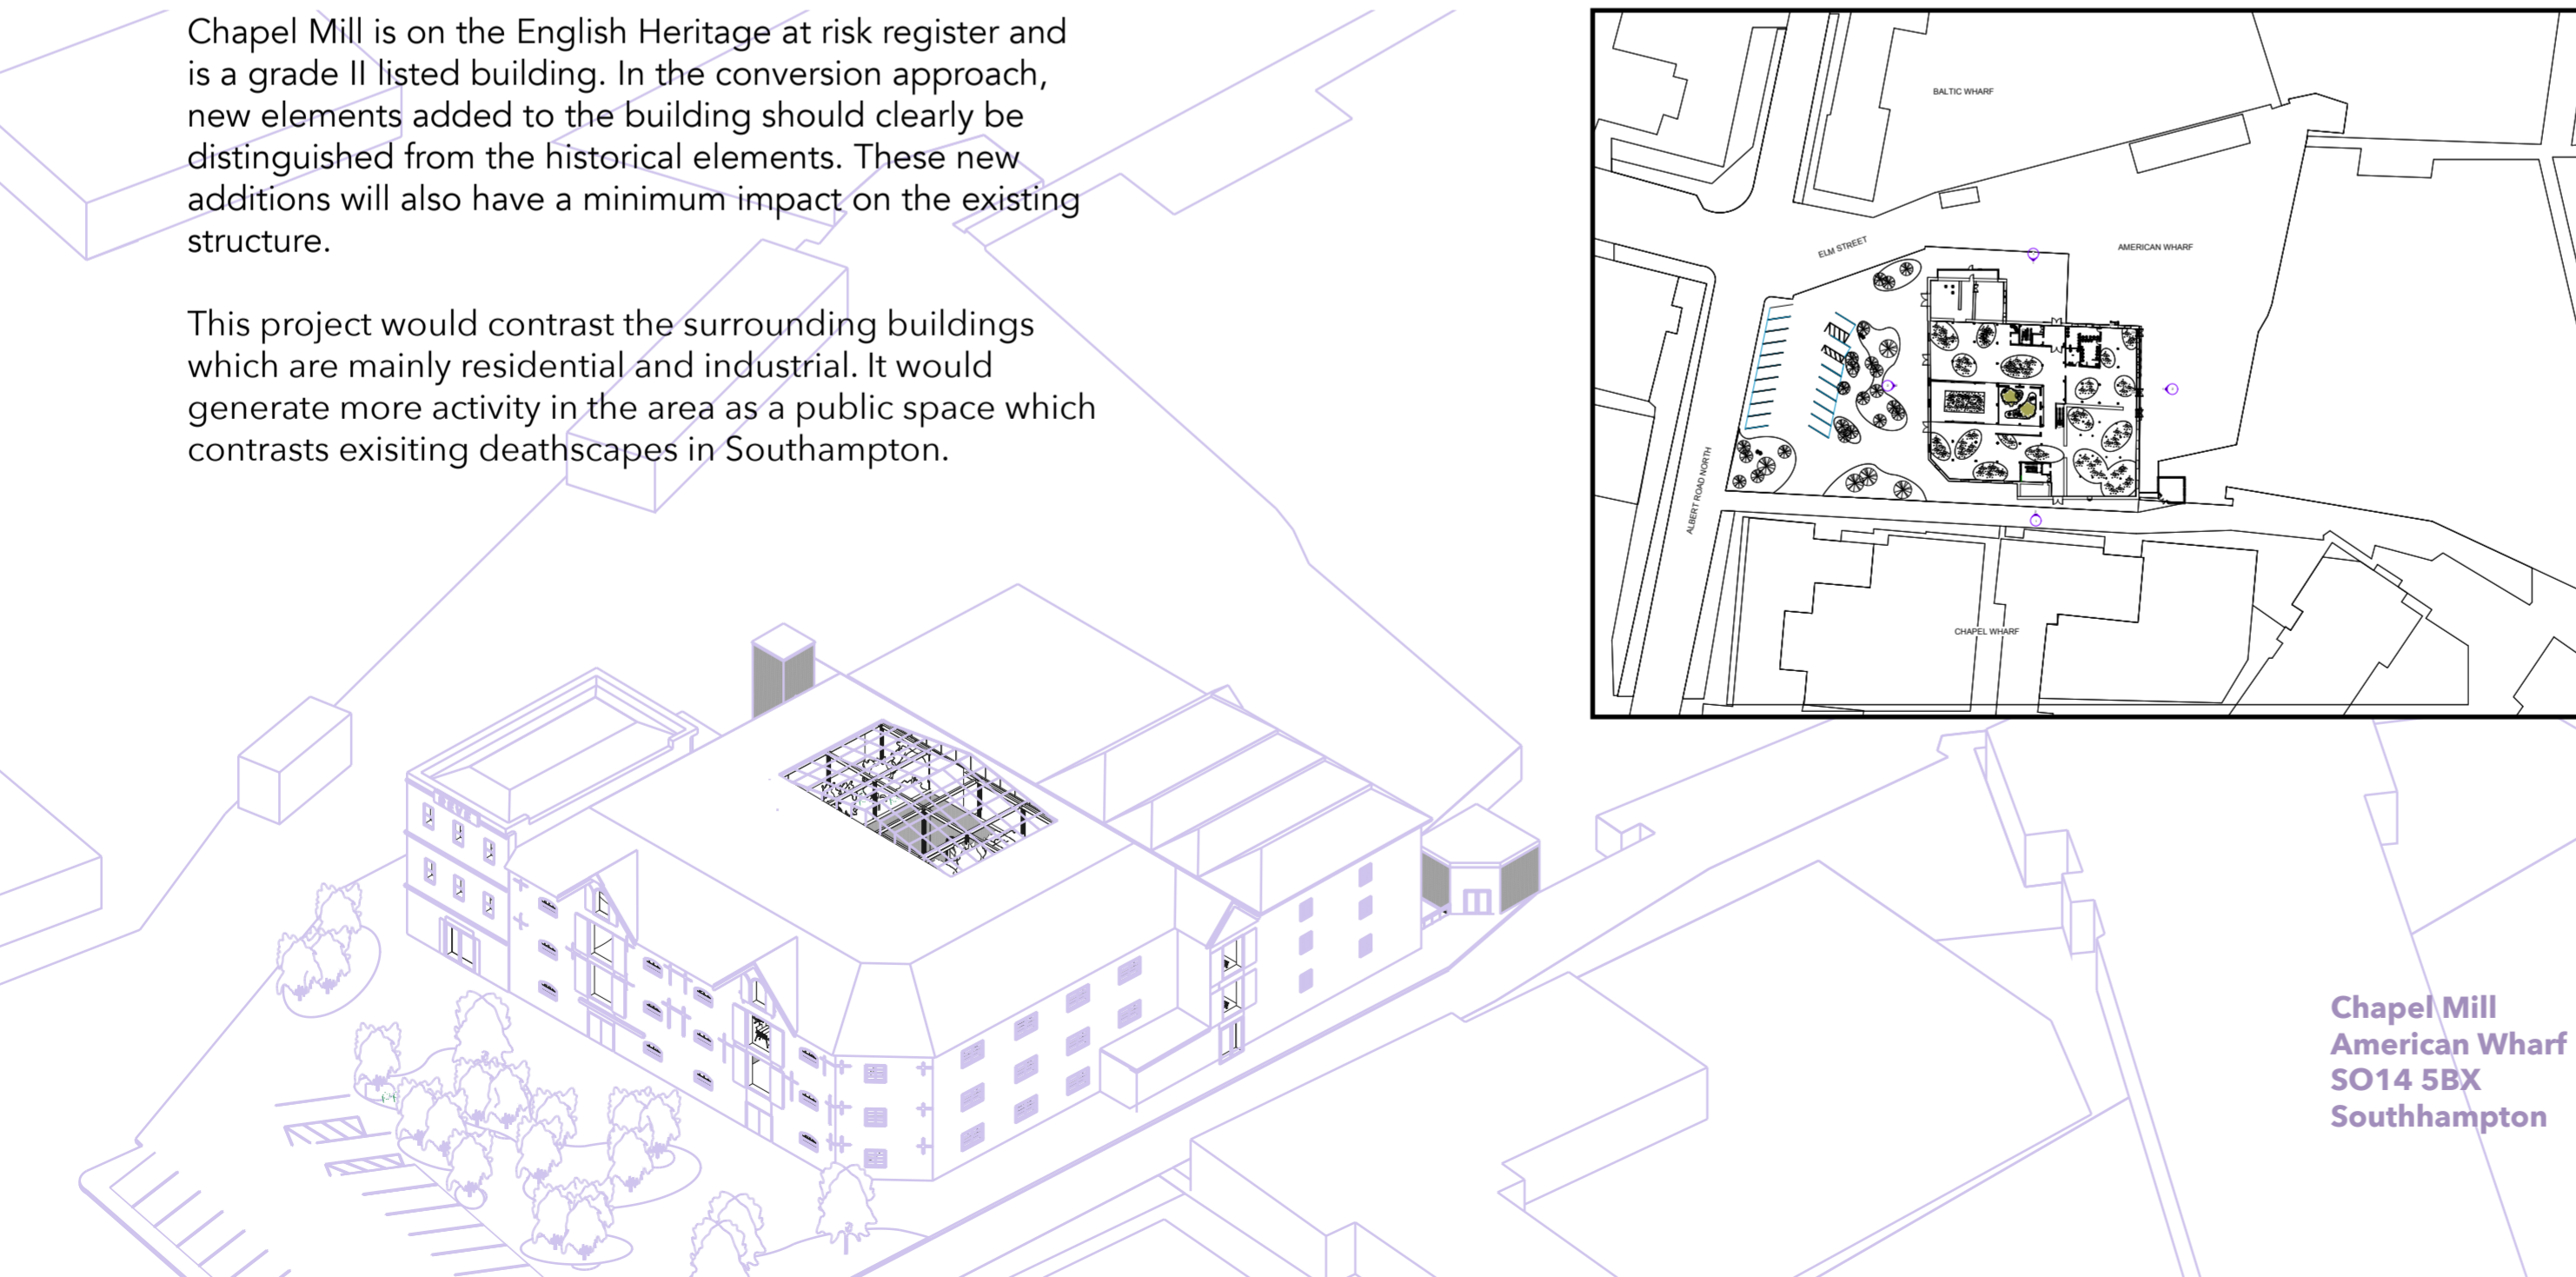 Chapel Mill is on the English Heritage at risk register and
is a grade II listed building. In the conversion approach,
new elements added to the building should clearly be
distinguished from the historical elements. These new
additions will also have a minimum impact on the existing
structure.
This project would contrast the surrounding buildings
which are mainly residential and industrial. It would
generate more activity in the area as a public space which
contrasts exisiting deathscapes in Southampton.
BALTIC WHARF
ELM STREET
AMERICAN WHARF
ALBERT ROAD NORTH
CHAPEL WHARF
Chapel Mill
American Wharf
SO14 5BX
Southhampton